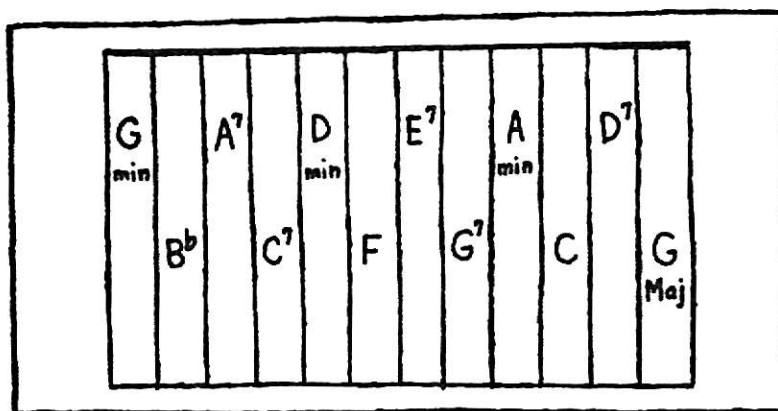 G A⁷ D E⁷ A D⁷
min min min
B♭ C⁷ F G⁷ C G
Maj